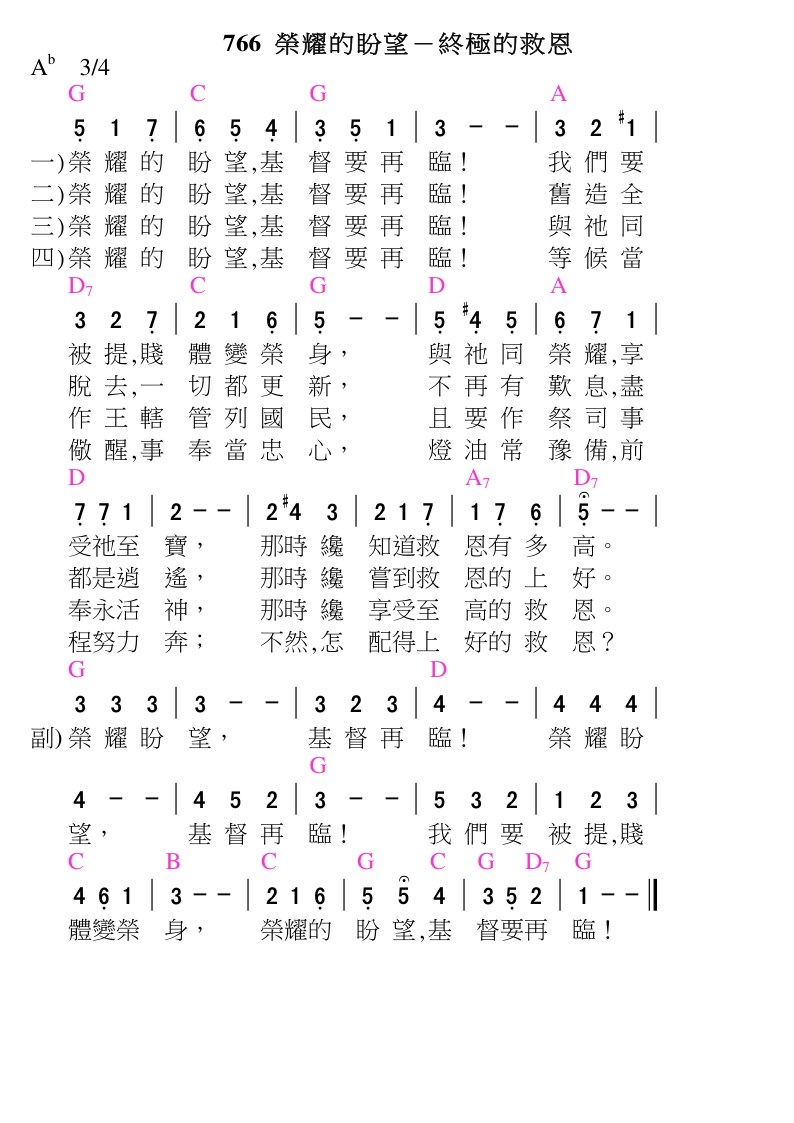 766 榮耀的盼望－終極的救恩
A♭ 3/4
G C G A
5̣ 1 7̣ | 6̣ 5̣ 4̣ | 3̣ 5̣ 1 | 3 － － | 3 2 ♯1 |
一)榮 耀 的 盼 望,基 督 要 再 臨！ 我 們 要
二)榮 耀 的 盼 望,基 督 要 再 臨！ 舊 造 全
三)榮 耀 的 盼 望,基 督 要 再 臨！ 與 祂 同
四)榮 耀 的 盼 望,基 督 要 再 臨！ 等 候 當
D7 C G D A
3 2 7̣ | 2 1 6̣ | 5̣ － － | 5̣ ♯4̣ 5̣ | 6̣ 7̣ 1 |
被 提,賤 體 變 榮 身， 與 祂 同 榮 耀,享
脫 去,一 切 都 更 新， 不 再 有 歎 息,盡
作 王 轄 管 列 國 民， 且 要 作 祭 司 事
儆 醒,事 奉 當 忠 心， 燈 油 常 豫 備,前
D A7 D7
7̣ 7̣ 1 | 2 － － | 2 ♯4 3 | 2 1 7̣ | 1 7̣ 6̣ | 5̣ － － |
受祂至 寶， 那時 纔 知道救 恩有 多 高。
都是逍 遙， 那時 纔 嘗到救 恩的 上 好。
奉永活 神， 那時 纔 享受至 高的 救 恩。
程努力 奔； 不然,怎 配得上 好的 救 恩？
G D
3 3 3 | 3 － － | 3 2 3 | 4 － － | 4 4 4 |
副)榮 耀 盼 望， 基 督 再 臨！ 榮 耀 盼
G
4 － － | 4 5 2 | 3 － － | 5 3 2 | 1 2 3 |
望， 基 督 再 臨！ 我 們 要 被 提,賤
C B C G C G D7 G
4 6̣ 1 | 3 － － | 2 1 6̣ | 5̣ 5̣ 4 | 3 5̣ 2 | 1 － － ‖
體變榮 身， 榮耀的 盼 望,基 督要再 臨！